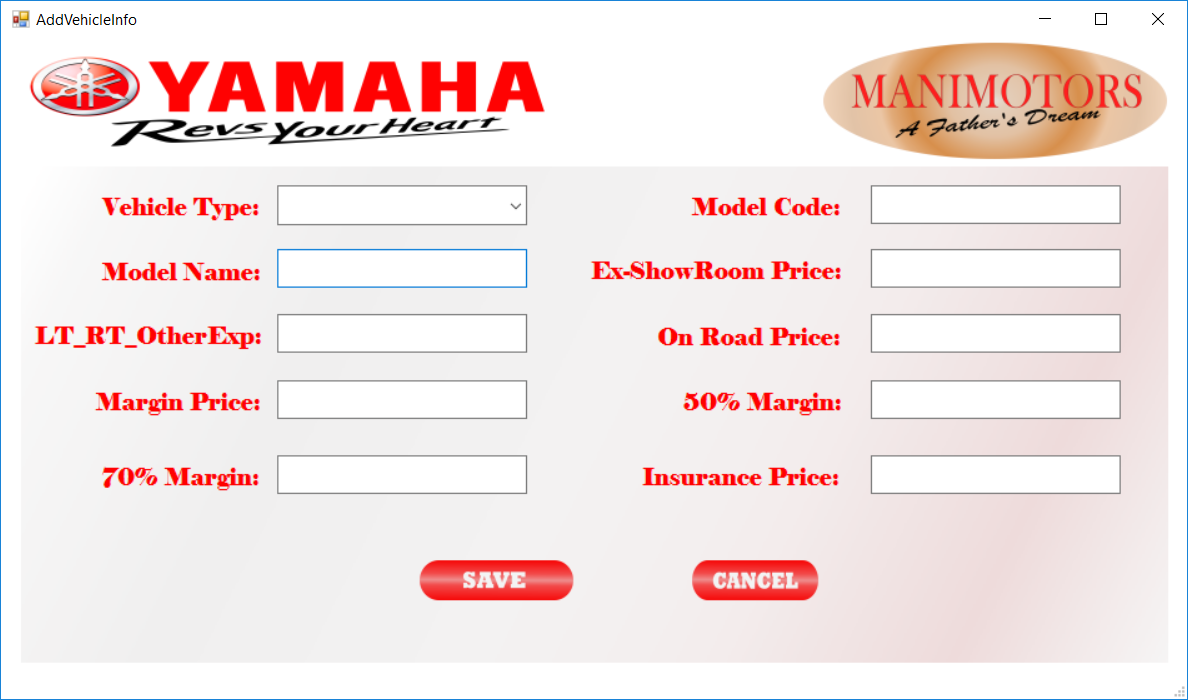 AddVehicleInfo
YAMAHA
Revs Your Heart
MANIMOTORS
A Father's Dream
Vehicle Type:
Model Code:
Model Name:
Ex-ShowRoom Price:
LT_RT_OtherExp:
On Road Price:
Margin Price:
50% Margin:
70% Margin:
Insurance Price:
SAVE
CANCEL